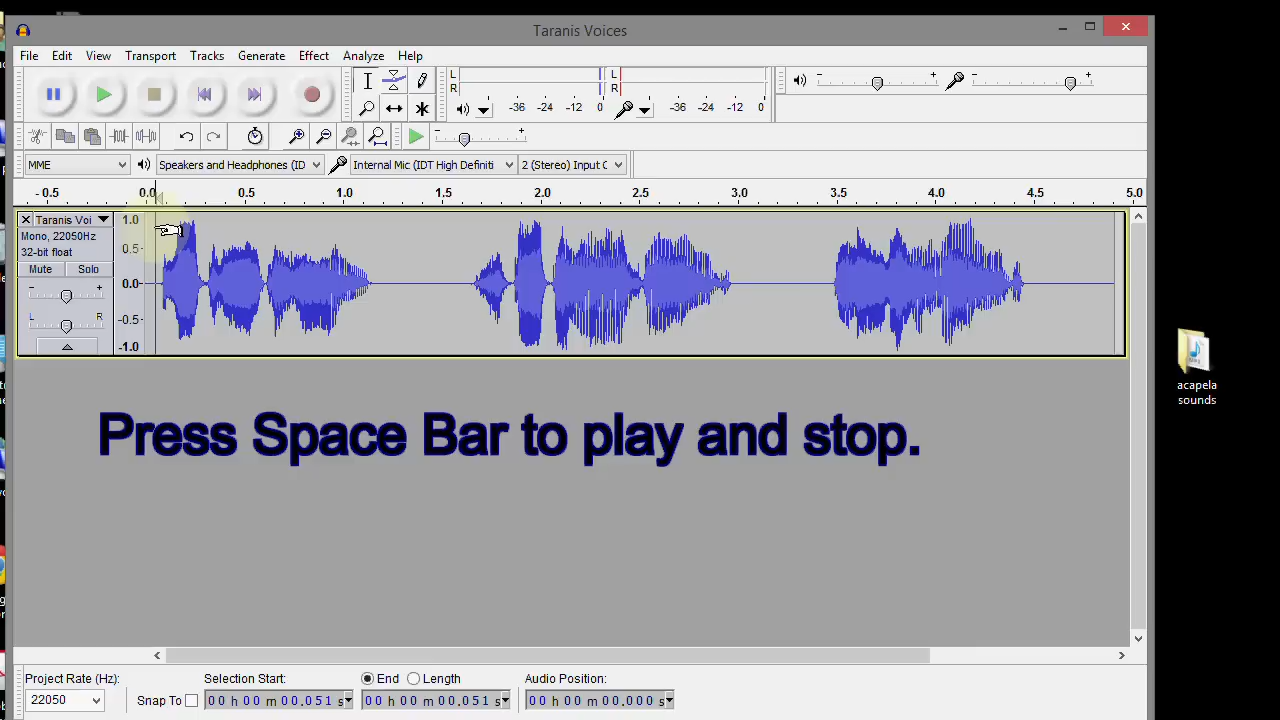 Taranis Voices
File Edit View Transport Tracks Generate Effect Analyze Help
L
R
-36 -24 -12 0
L
R
-36 -24 -12 0
MME
Speakers and Headphones (ID
Internal Mic (IDT High Definiti
2 (Stereo) Input C
-0.5 0.0 0.5 1.0 1.5 2.0 2.5 3.0 3.5 4.0 4.5 5.0
Taranis Voi
Mono, 22050Hz
32-bit float
Mute Solo
- +
L R
1.0
0.5
0.0
-0.5
-1.0
Press Space Bar to play and stop.
acapela
sounds
Project Rate (Hz):
22050
Snap To
Selection Start:
00 h 00 m 00.051 s
End Length
00 h 00 m 00.051 s
Audio Position:
00 h 00 m 00.000 s